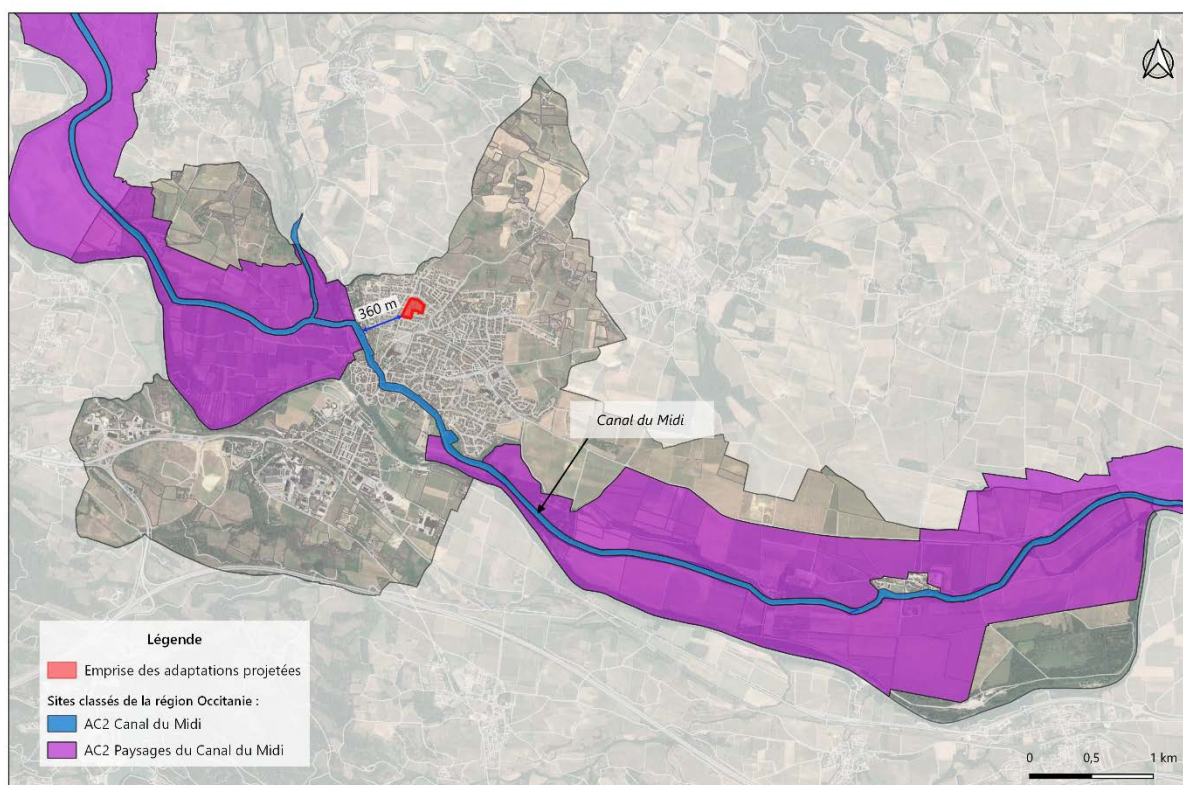 N
360 m
Canal du Midi
Légende
Emprise des adaptations projetées
Sites classés de la région Occitanie :
AC2 Canal du Midi
AC2 Paysages du Canal du Midi
0 0,5 1 km